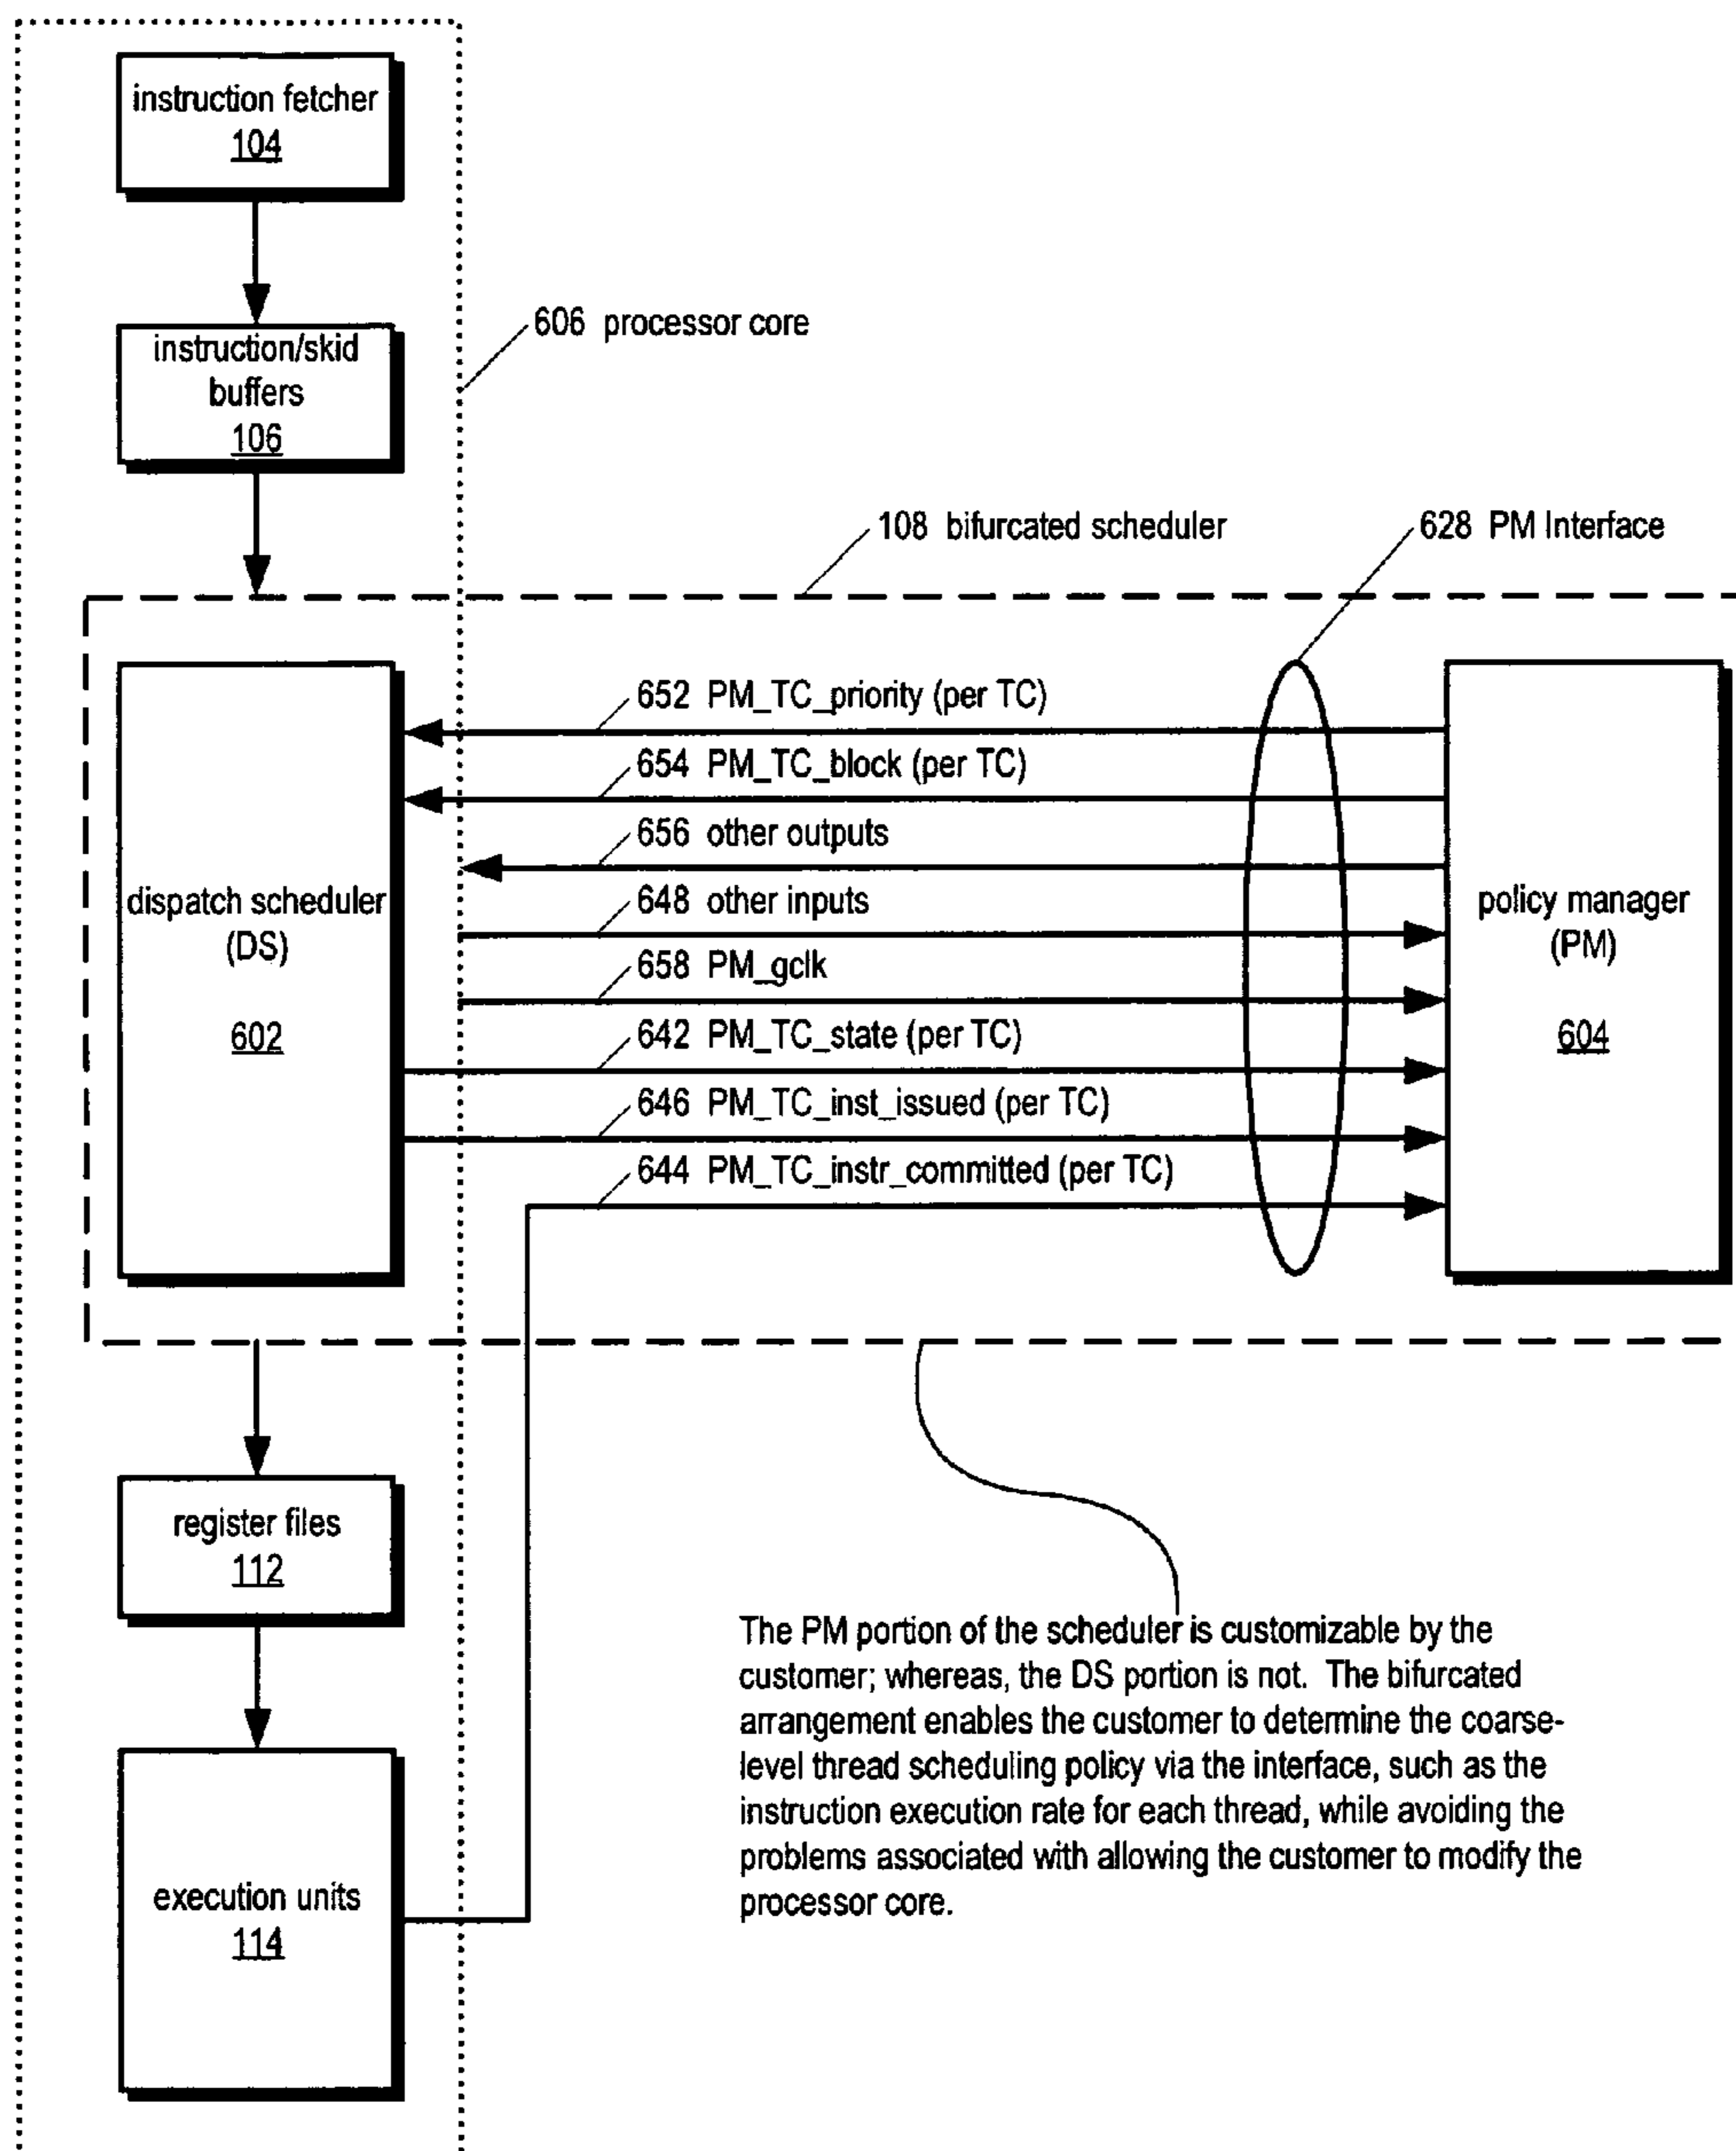 instruction fetcher
104
instruction/skid
buffers
106
606 processor core
108 bifurcated scheduler
628 PM Interface
652 PM_TC_priority (per TC)
654 PM_TC_block (per TC)
656 other outputs
648 other inputs
658 PM_gclk
642 PM_TC_state (per TC)
646 PM_TC_inst_issued (per TC)
644 PM_TC_instr_committed (per TC)
dispatch scheduler
(DS)
602
policy manager
(PM)
604
register files
112
execution units
114
The PM portion of the scheduler is customizable by the
customer; whereas, the DS portion is not. The bifurcated
arrangement enables the customer to determine the coarse-
level thread scheduling policy via the interface, such as the
instruction execution rate for each thread, while avoiding the
problems associated with allowing the customer to modify the
processor core.